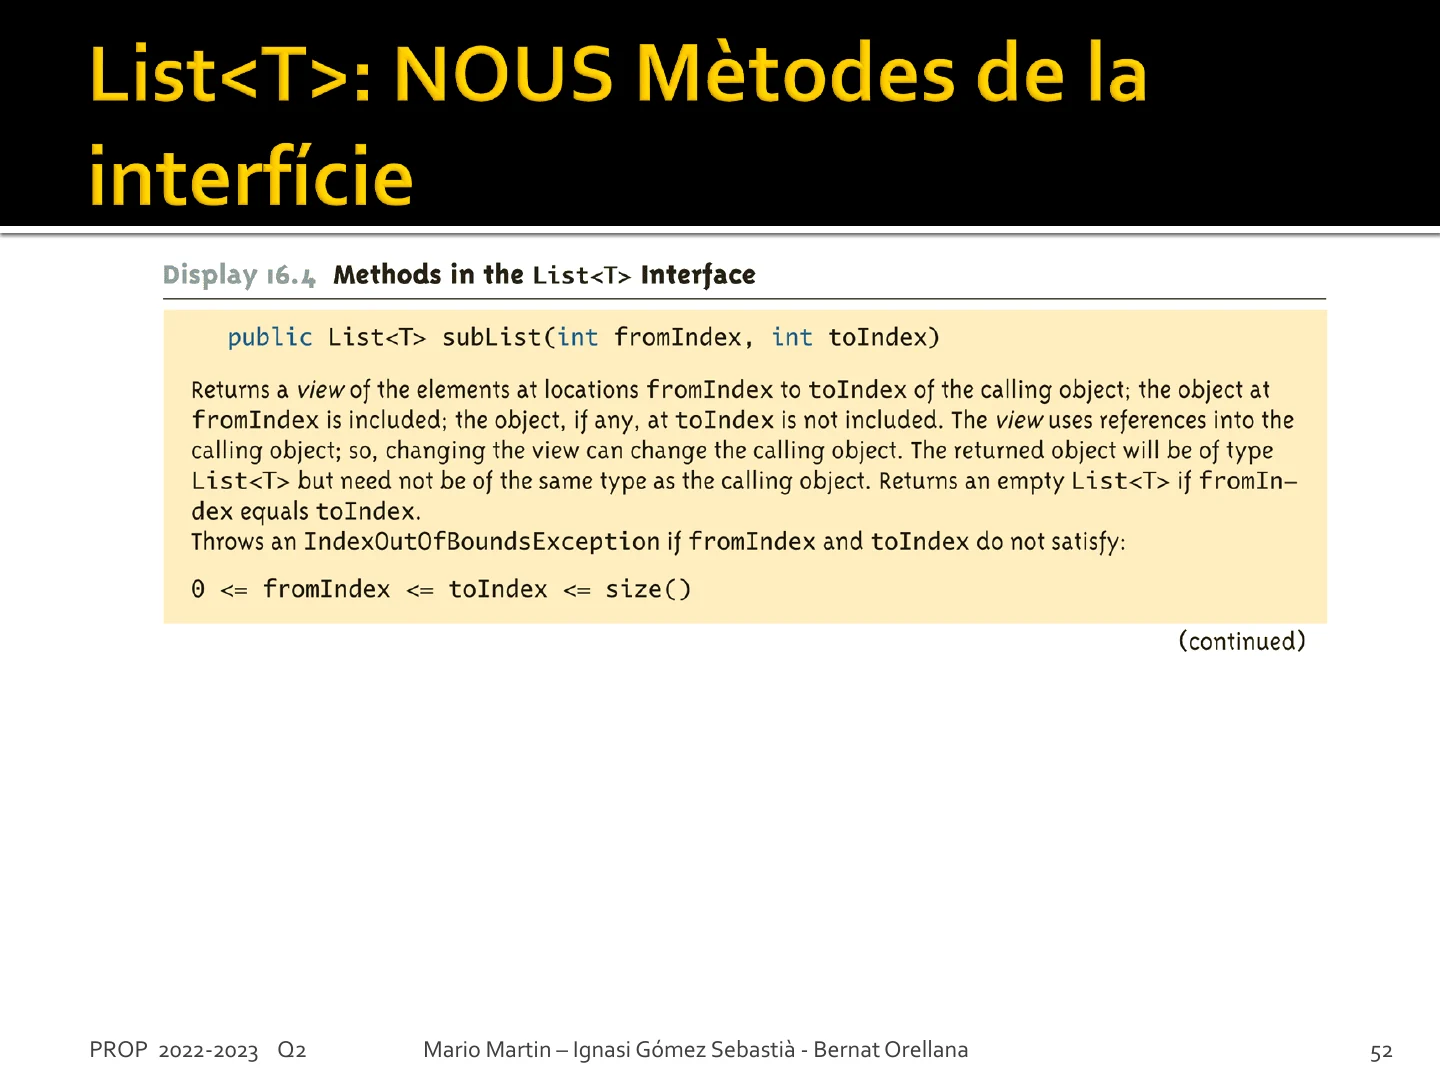 List<T>: NOUS Mètodes de la
interfície
Display 16.4 Methods in the List<T> Interface
public List<T> subList(int fromIndex, int toIndex)
Returns a view of the elements at locations fromIndex to toIndex of the calling object; the object at
fromIndex is included; the object, if any, at toIndex is not included. The view uses references into the
calling object; so, changing the view can change the calling object. The returned object will be of type
List<T> but need not be of the same type as the calling object. Returns an empty List<T> if fromIn–
dex equals toIndex.
Throws an IndexOutOfBoundsException if fromIndex and toIndex do not satisfy:
0 <= fromIndex <= toIndex <= size()
(continued)
PROP 2022-2023 Q2 Mario Martin – Ignasi Gómez Sebastià - Bernat Orellana 52